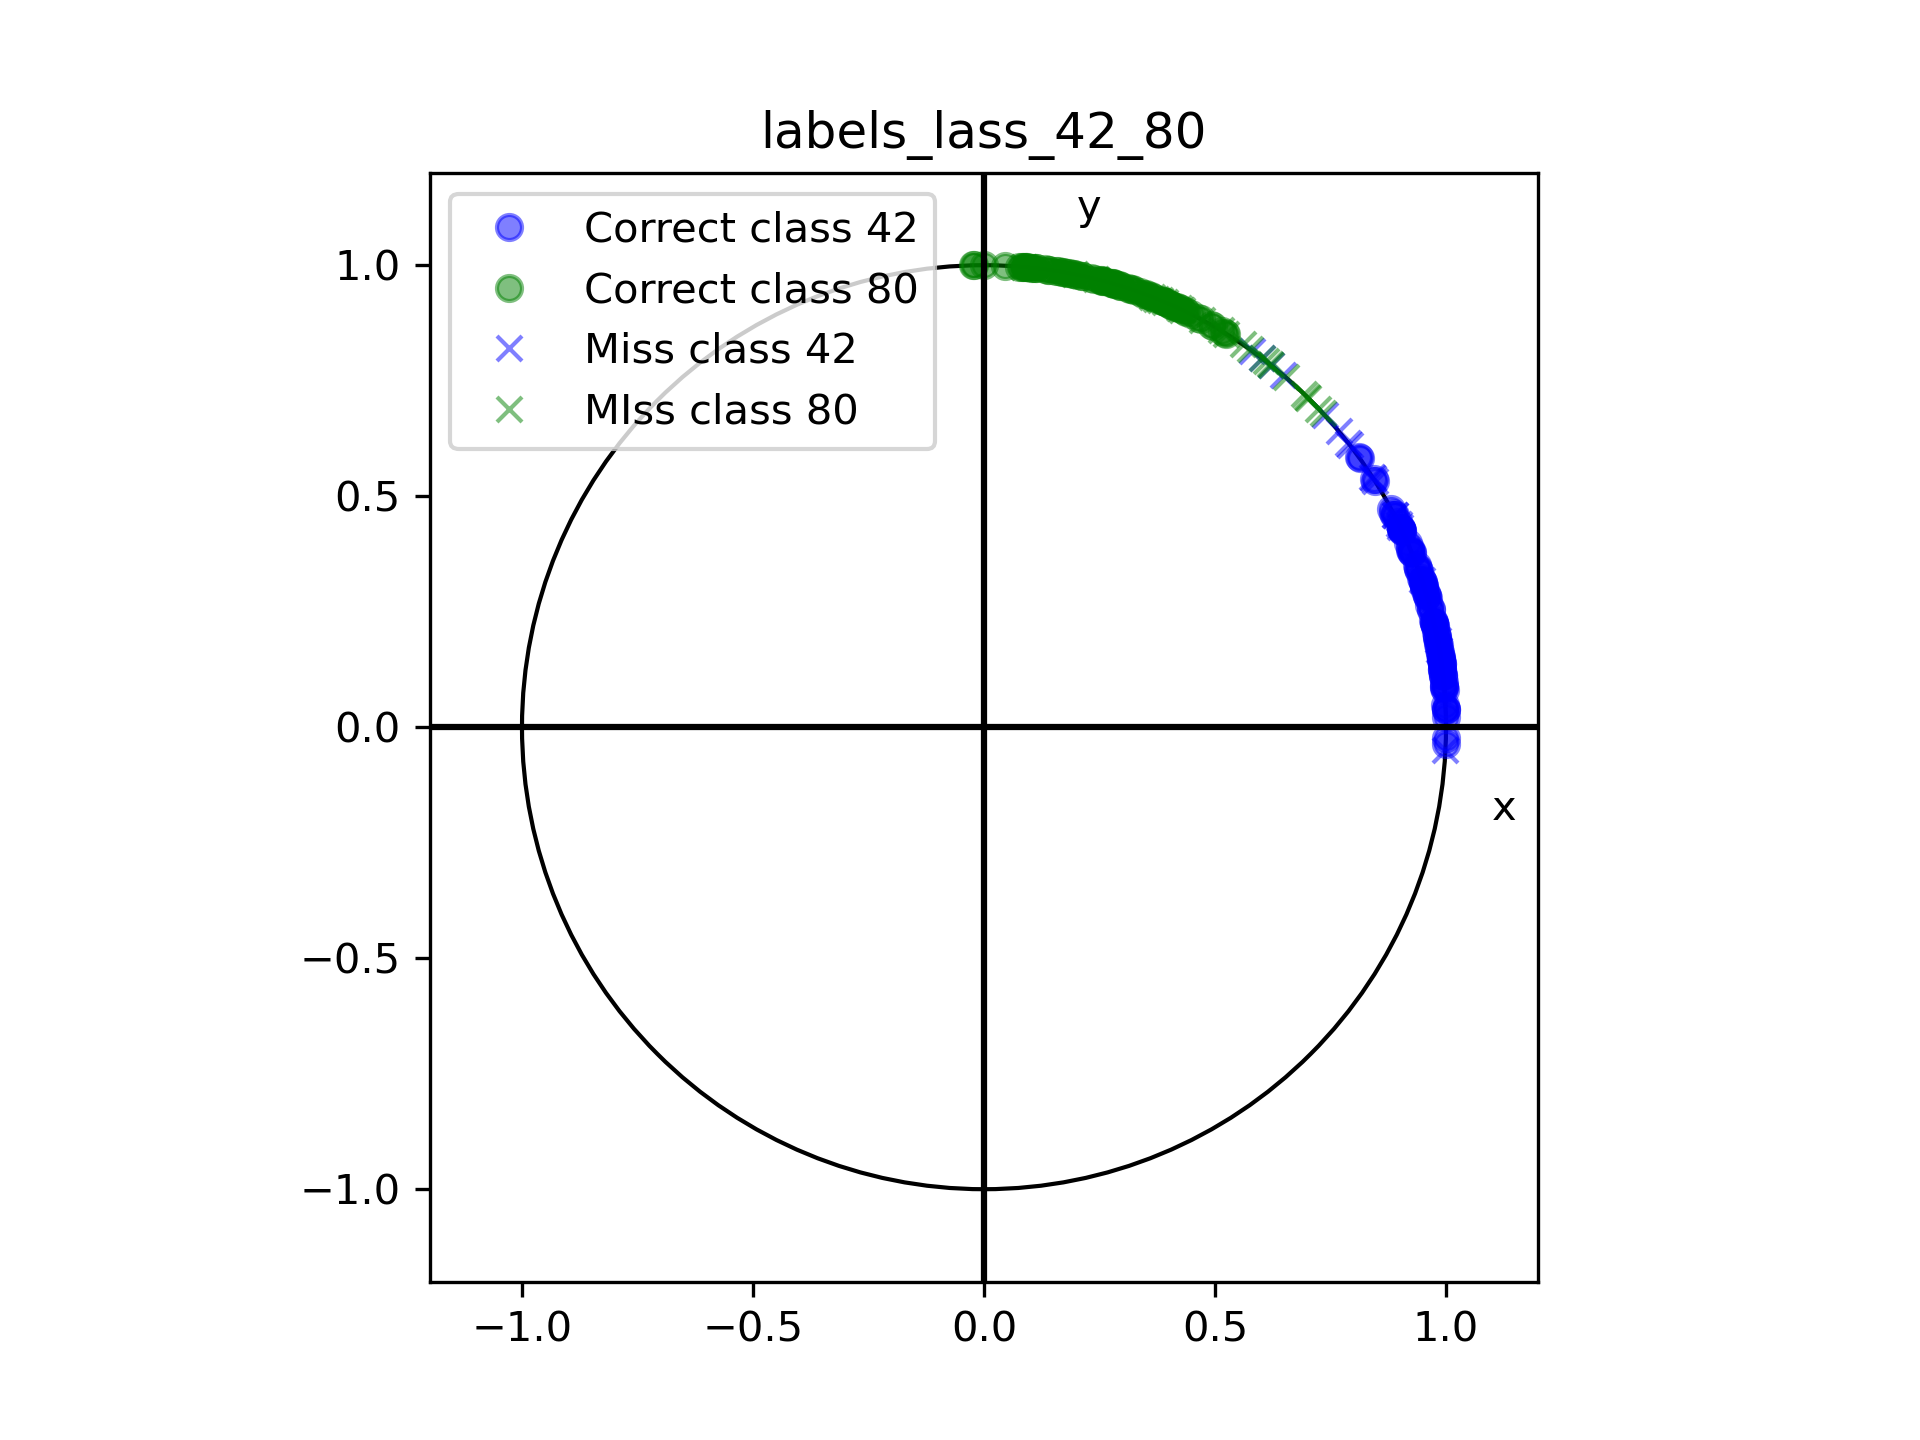 labels_lass_42_80
y
Correct class 42
Correct class 80
Miss class 42
MIss class 80
1.0
0.5
0.0
−0.5
−1.0
x
−1.0 −0.5 0.0 0.5 1.0